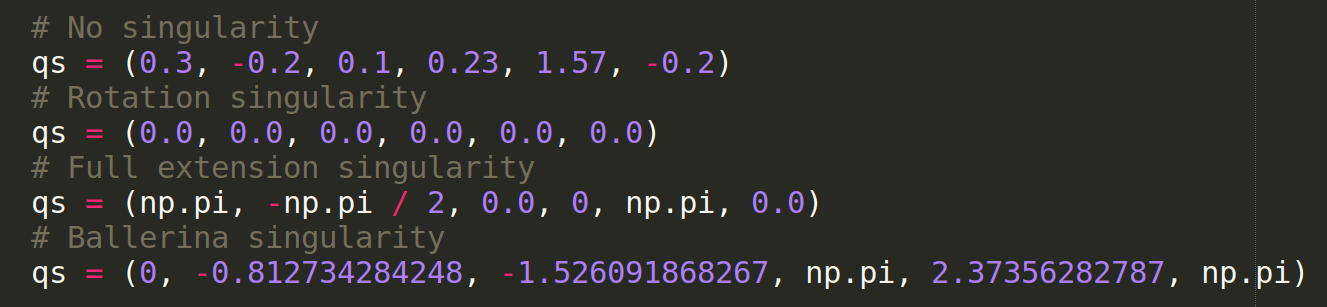 # No singularity
qs = (0.3, -0.2, 0.1, 0.23, 1.57, -0.2)
# Rotation singularity
qs = (0.0, 0.0, 0.0, 0.0, 0.0, 0.0)
# Full extension singularity
qs = (np.pi, -np.pi / 2, 0.0, 0, np.pi, 0.0)
# Ballerina singularity
qs = (0, -0.812734284248, -1.526091868267, np.pi, 2.37356282787, np.pi)